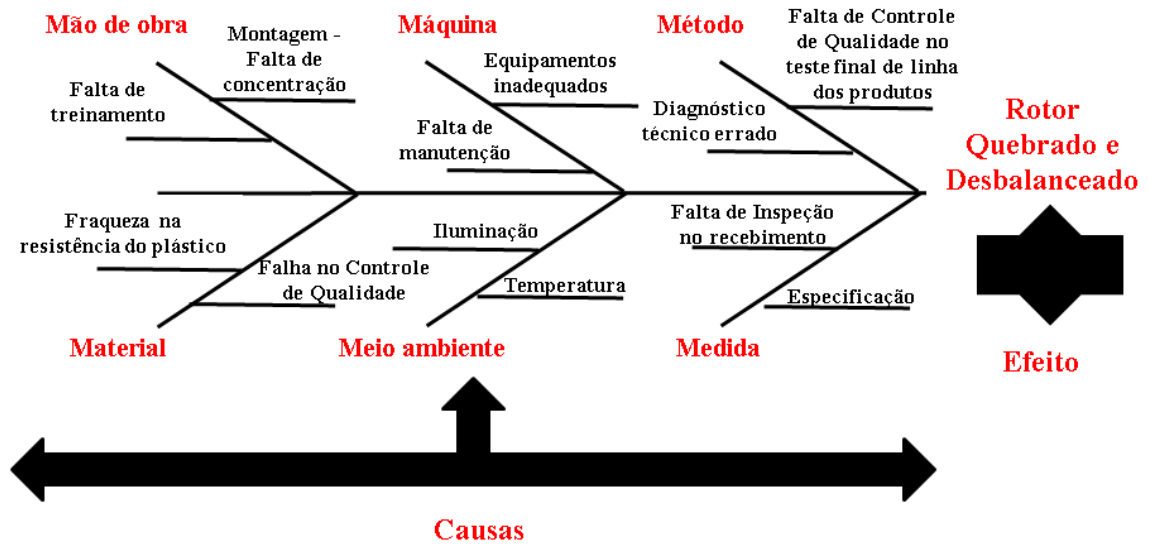 Mão de obra
Montagem -
Falta de
concentração
Falta de
treinamento
Máquina
Equipamentos
inadequados
Falta de
manutenção
Método
Falta de Controle
de Qualidade no
teste final de linha
dos produtos
Diagnóstico
técnico errado
Rotor
Quebrado e
Desbalanceado
Fraqueza na
resistência do plástico
Falha no Controle
de Qualidade
Material
Iluminação
Temperatura
Meio ambiente
Falta de Inspeção
no recebimento
Especificação
Medida
Efeito
Causas